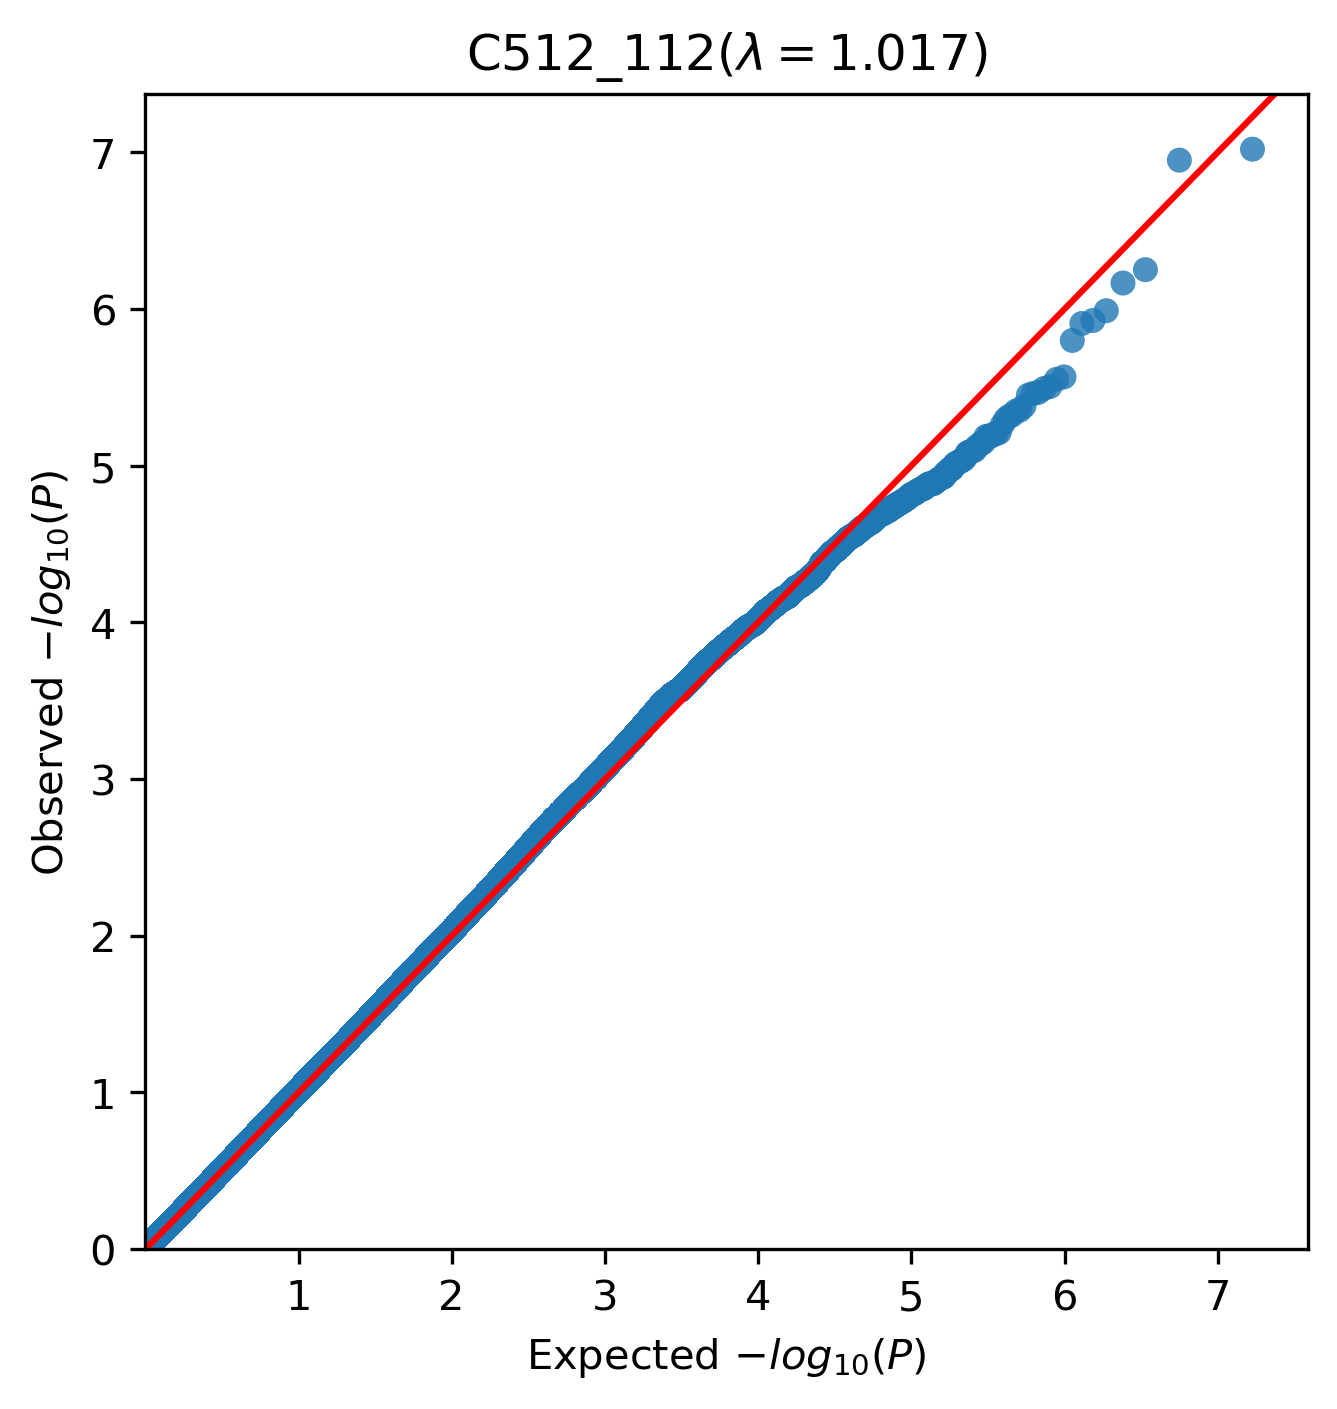 C512_112(λ = 1.017)
Observed −log10(P)
7
6
5
4
3
2
1
0
1 2 3 4 5 6 7
Expected −log10(P)